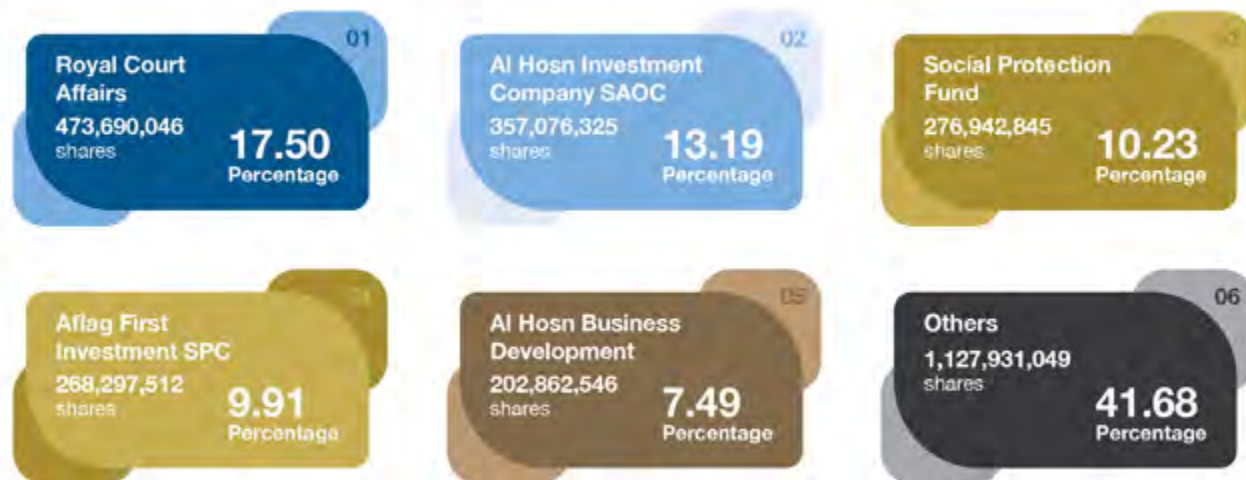 01
Royal Court
Affairs
473,690,046
shares
17.50
Percentage
02
Al Hosn Investment
Company SAOC
357,076,325
shares
13.19
Percentage
Social Protection
Fund
276,942,845
shares
10.23
Percentage
Aflag First
Investment SPC
268,297,512
shares
9.91
Percentage
05
Al Hosn Business
Development
202,862,546
shares
7.49
Percentage
06
Others
1,127,931,049
shares
41.68
Percentage